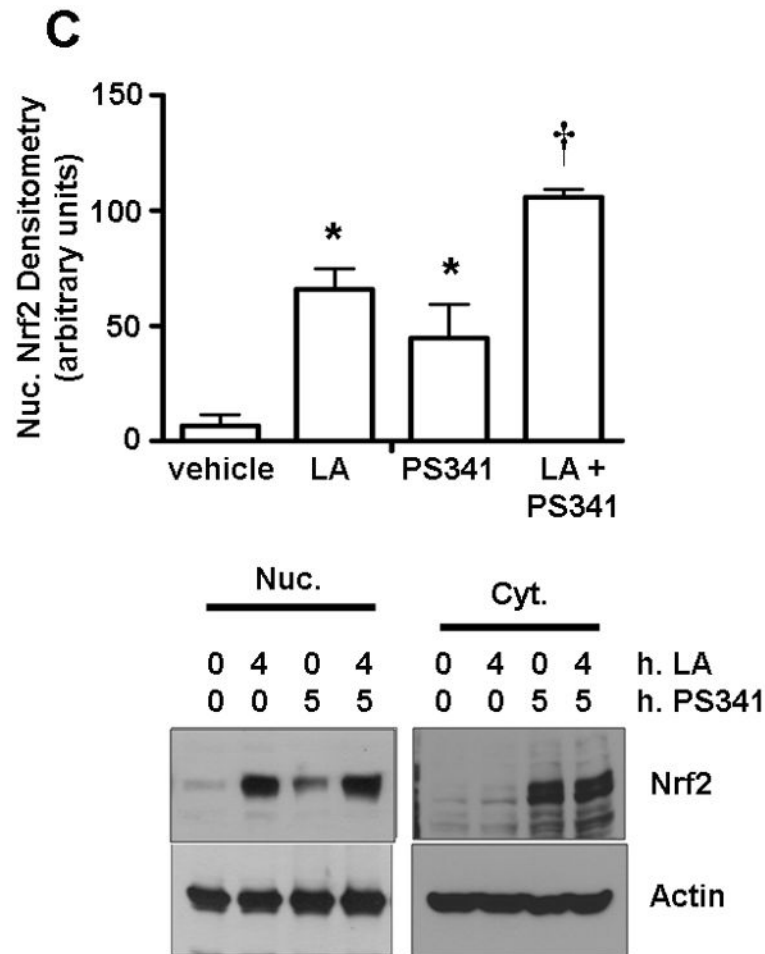 C
Nuc. Nrf2 Densitometry
(arbitrary units)
150
100
50
0
*
*
†
vehicle
LA
PS341
LA +
PS341
Nuc.
Cyt.
0 4 0 4 0 4 0 4 h. LA
0 0 5 5 0 0 5 5 h. PS341
Nrf2
Actin